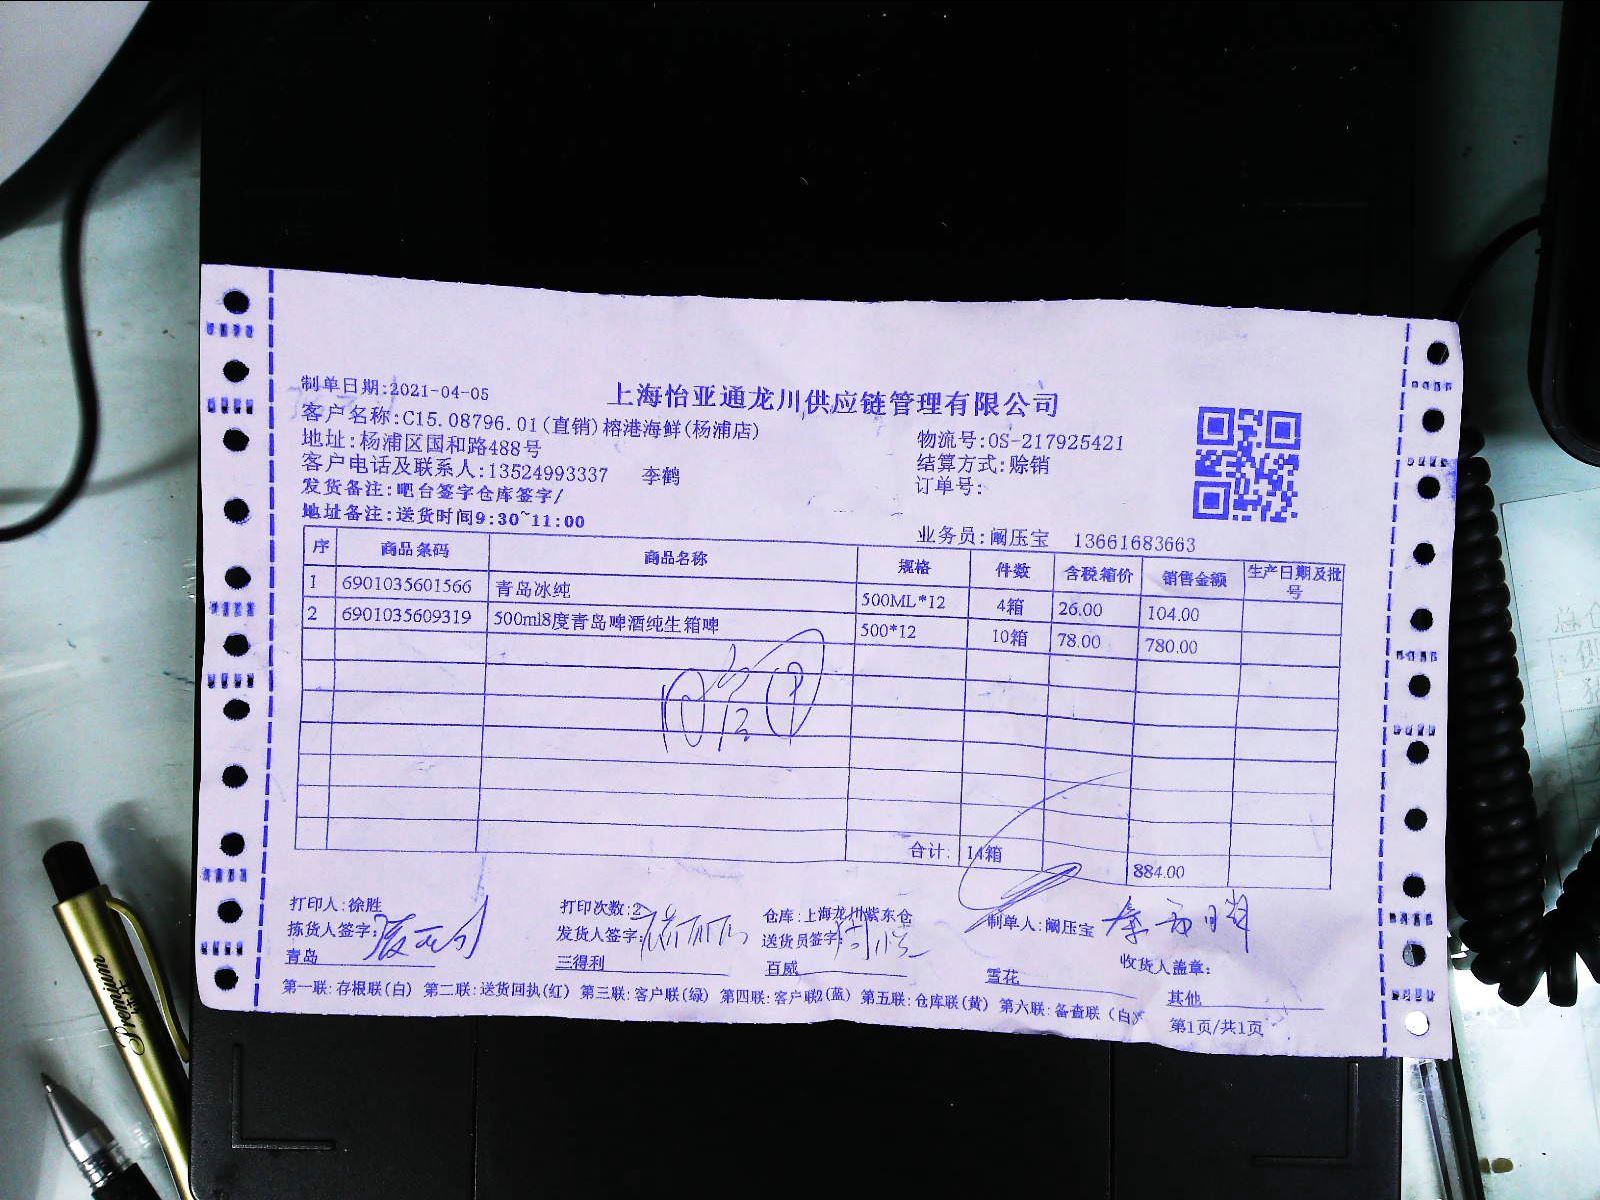 制单日期:2021-04-05
上海怡亚通龙川供应链管理有限公司
客户名称:C15.08796.01(直销)榕港海鲜(杨浦店)
物流号:OS-217925421
地址:杨浦区国和路488号
结算方式:赊销
客户电话及联系人:13524993337 李鹤
订单号:
发货备注:吧台签字仓库签字/
地址备注:送货时间9:30~11:00
业务员:阚压宝 13661683663
序 商品条码 商品名称 规格 件数 含税箱价 销售金额 生产日期及批号
1 6901035601566 青岛冰纯 500ML*12 4箱 26.00 104.00
2 6901035609319 500ml8度青岛啤酒纯生箱啤 500*12 10箱 78.00 780.00
合计: 14箱 884.00
打印人:徐胜 打印次数:2 仓库:上海龙川紫东仓 制单人:阚压宝
拣货人签字: 发货人签字: 送货员签字: 收货人盖章:
青岛 三得利 百威 雪花 其他
第一联:存根联(白) 第二联:送货回执(红) 第三联:客户联(绿) 第四联:客户联2(蓝) 第五联:仓库联(黄) 第六联:备查联(白)
第1页/共1页